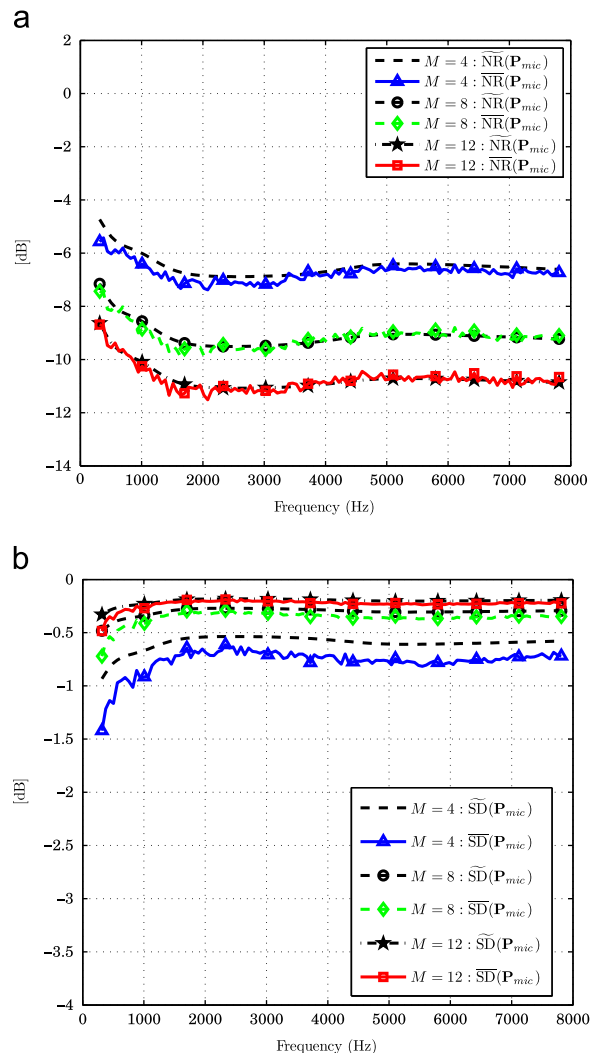 a
2
0
−2
−4
−6
−8
−10
−12
−14
[dB]
0 1000 2000 3000 4000 5000 6000 7000 8000
Frequency (Hz)
M = 4 : ÑR̃(P_mic)
M = 4 : N̅R̅(P_mic)
M = 8 : ÑR̃(P_mic)
M = 8 : N̅R̅(P_mic)
M = 12 : ÑR̃(P_mic)
M = 12 : N̅R̅(P_mic)
b
0
−0.5
−1
−1.5
−2
−2.5
−3
−3.5
−4
[dB]
0 1000 2000 3000 4000 5000 6000 7000 8000
Frequency (Hz)
M = 4 : S̃D̃(P_mic)
M = 4 : S̅D̅(P_mic)
M = 8 : S̃D̃(P_mic)
M = 8 : S̅D̅(P_mic)
M = 12 : S̃D̃(P_mic)
M = 12 : S̅D̅(P_mic)